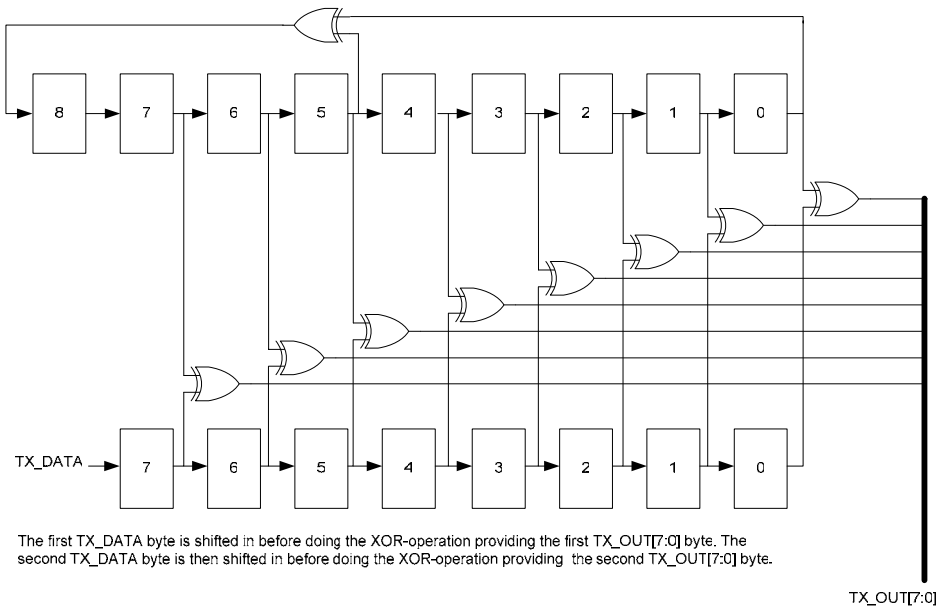 8 7 6 5 4 3 2 1 0
TX_DATA 7 6 5 4 3 2 1 0
The first TX_DATA byte is shifted in before doing the XOR-operation providing the first TX_OUT[7:0] byte. The
second TX_DATA byte is then shifted in before doing the XOR-operation providing the second TX_OUT[7:0] byte.
TX_OUT[7:0]